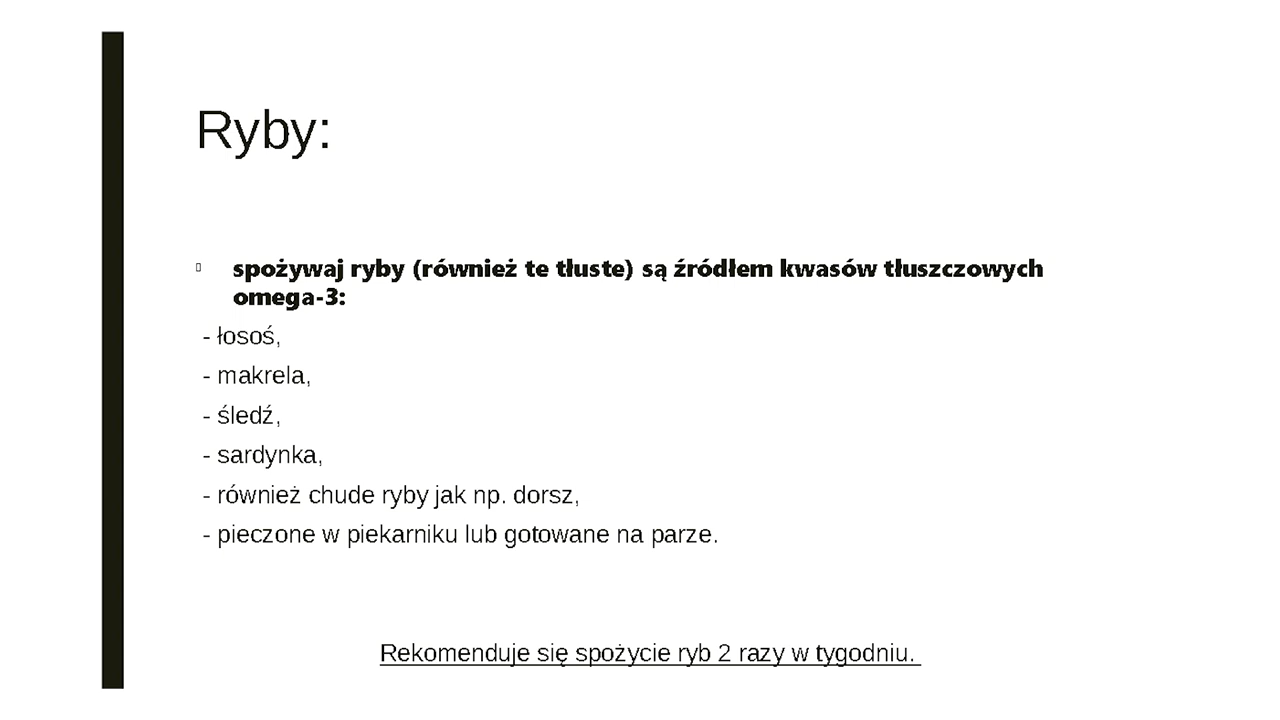 Ryby:
spożywaj ryby (również te tłuste) są źródłem kwasów tłuszczowych
omega-3:
- łosoś,
- makrela,
- śledź,
- sardynka,
- również chude ryby jak np. dorsz,
- pieczone w piekarniku lub gotowane na parze.
Rekomenduje się spożycie ryb 2 razy w tygodniu.